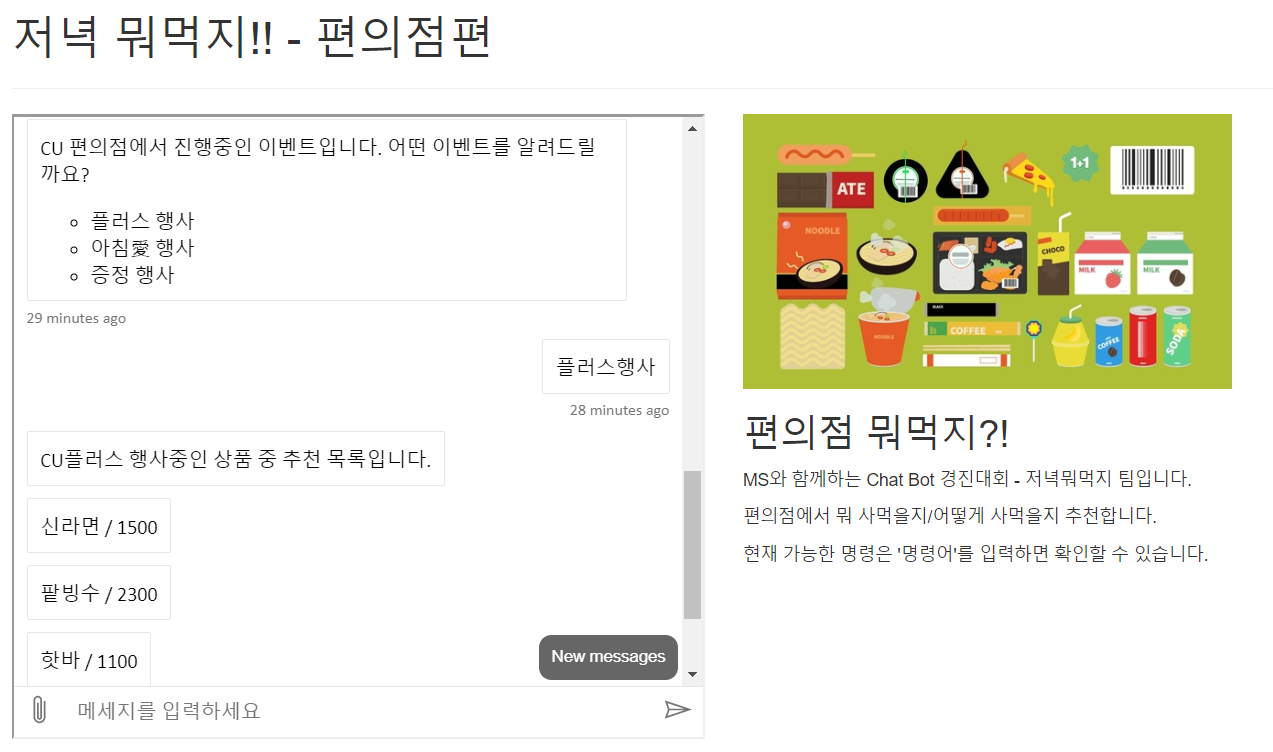 저녁 뭐먹지!! - 편의점편
CU 편의점에서 진행중인 이벤트입니다. 어떤 이벤트를 알려드릴
까요?
플러스 행사
아침愛 행사
증정 행사
29 minutes ago
플러스행사
28 minutes ago
CU플러스 행사중인 상품 중 추천 목록입니다.
신라면 / 1500
팥빙수 / 2300
핫바 / 1100
New messages
메세지를 입력하세요
1+1
ATE
NOODLE
CHOCO
MILK
MILK
BLACK
COFFEE
NOODLE
COFFEE
SODA
편의점 뭐먹지?!
MS와 함께하는 Chat Bot 경진대회 - 저녁뭐먹지 팀입니다.
편의점에서 뭐 사먹을지/어떻게 사먹을지 추천합니다.
현재 가능한 명령은 '명령어'를 입력하면 확인할 수 있습니다.